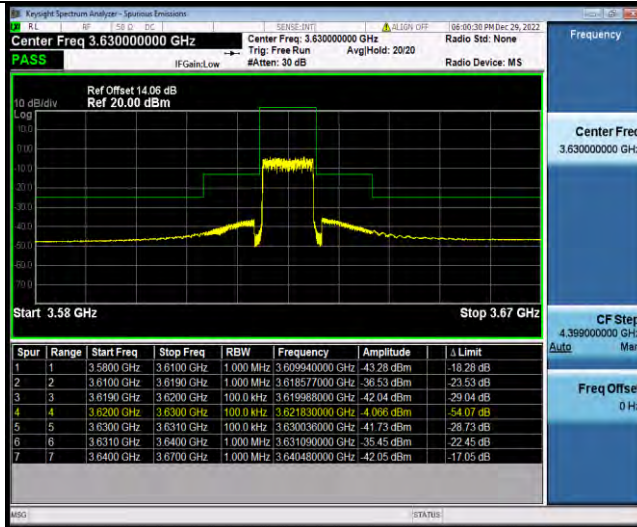 Keysight Spectrum Analyzer - Spurious Emissions
RL RF 50 Ω DC SENSE:INT ALIGN OFF 06:00:30 PM Dec 29, 2022
Center Freq 3.630000000 GHz Center Freq: 3.630000000 GHz Radio Std: None
Trig: Free Run Avg|Hold: 20/20
PASS IFGain:Low #Atten: 30 dB Radio Device: MS
Frequency
Ref Offset 14.06 dB
10 dB/div Ref 20.00 dBm
Log
10.0
0.00
-10.0
-20.0
-30.0
-40.0
-50.0
-60.0
-70.0
Start 3.58 GHz Stop 3.67 GHz
Center Freq
3.630000000 GHz
CF Step
4.399000000 GHz
Auto Man
Freq Offset
0 Hz
Spur Range Start Freq Stop Freq RBW Frequency Amplitude Δ Limit
1 1 3.5800 GHz 3.6100 GHz 1.000 MHz 3.609940000 GHz -43.28 dBm -18.28 dB
2 2 3.6100 GHz 3.6190 GHz 1.000 MHz 3.618577000 GHz -36.53 dBm -23.53 dB
3 3 3.6190 GHz 3.6200 GHz 100.0 kHz 3.619988000 GHz -42.04 dBm -29.04 dB
4 4 3.6200 GHz 3.6300 GHz 100.0 kHz 3.621830000 GHz -4.066 dBm -54.07 dB
5 5 3.6300 GHz 3.6310 GHz 100.0 kHz 3.630036000 GHz -41.73 dBm -28.73 dB
6 6 3.6310 GHz 3.6400 GHz 1.000 MHz 3.631090000 GHz -35.45 dBm -22.45 dB
7 7 3.6400 GHz 3.6700 GHz 1.000 MHz 3.640480000 GHz -42.05 dBm -17.05 dB
MSG STATUS